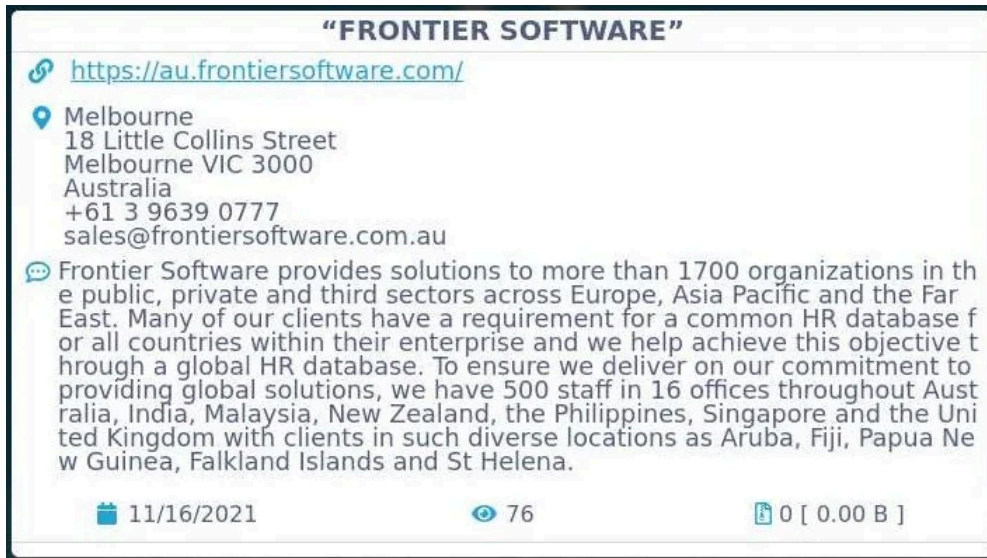 “FRONTIER SOFTWARE”
https://au.frontiersoftware.com/
Melbourne
18 Little Collins Street
Melbourne VIC 3000
Australia
+61 3 9639 0777
sales@frontiersoftware.com.au
Frontier Software provides solutions to more than 1700 organizations in th
e public, private and third sectors across Europe, Asia Pacific and the Far
East. Many of our clients have a requirement for a common HR database f
or all countries within their enterprise and we help achieve this objective t
hrough a global HR database. To ensure we deliver on our commitment to
providing global solutions, we have 500 staff in 16 offices throughout Aust
ralia, India, Malaysia, New Zealand, the Philippines, Singapore and the Uni
ted Kingdom with clients in such diverse locations as Aruba, Fiji, Papua Ne
w Guinea, Falkland Islands and St Helena.
11/16/2021 76 0 [ 0.00 B ]